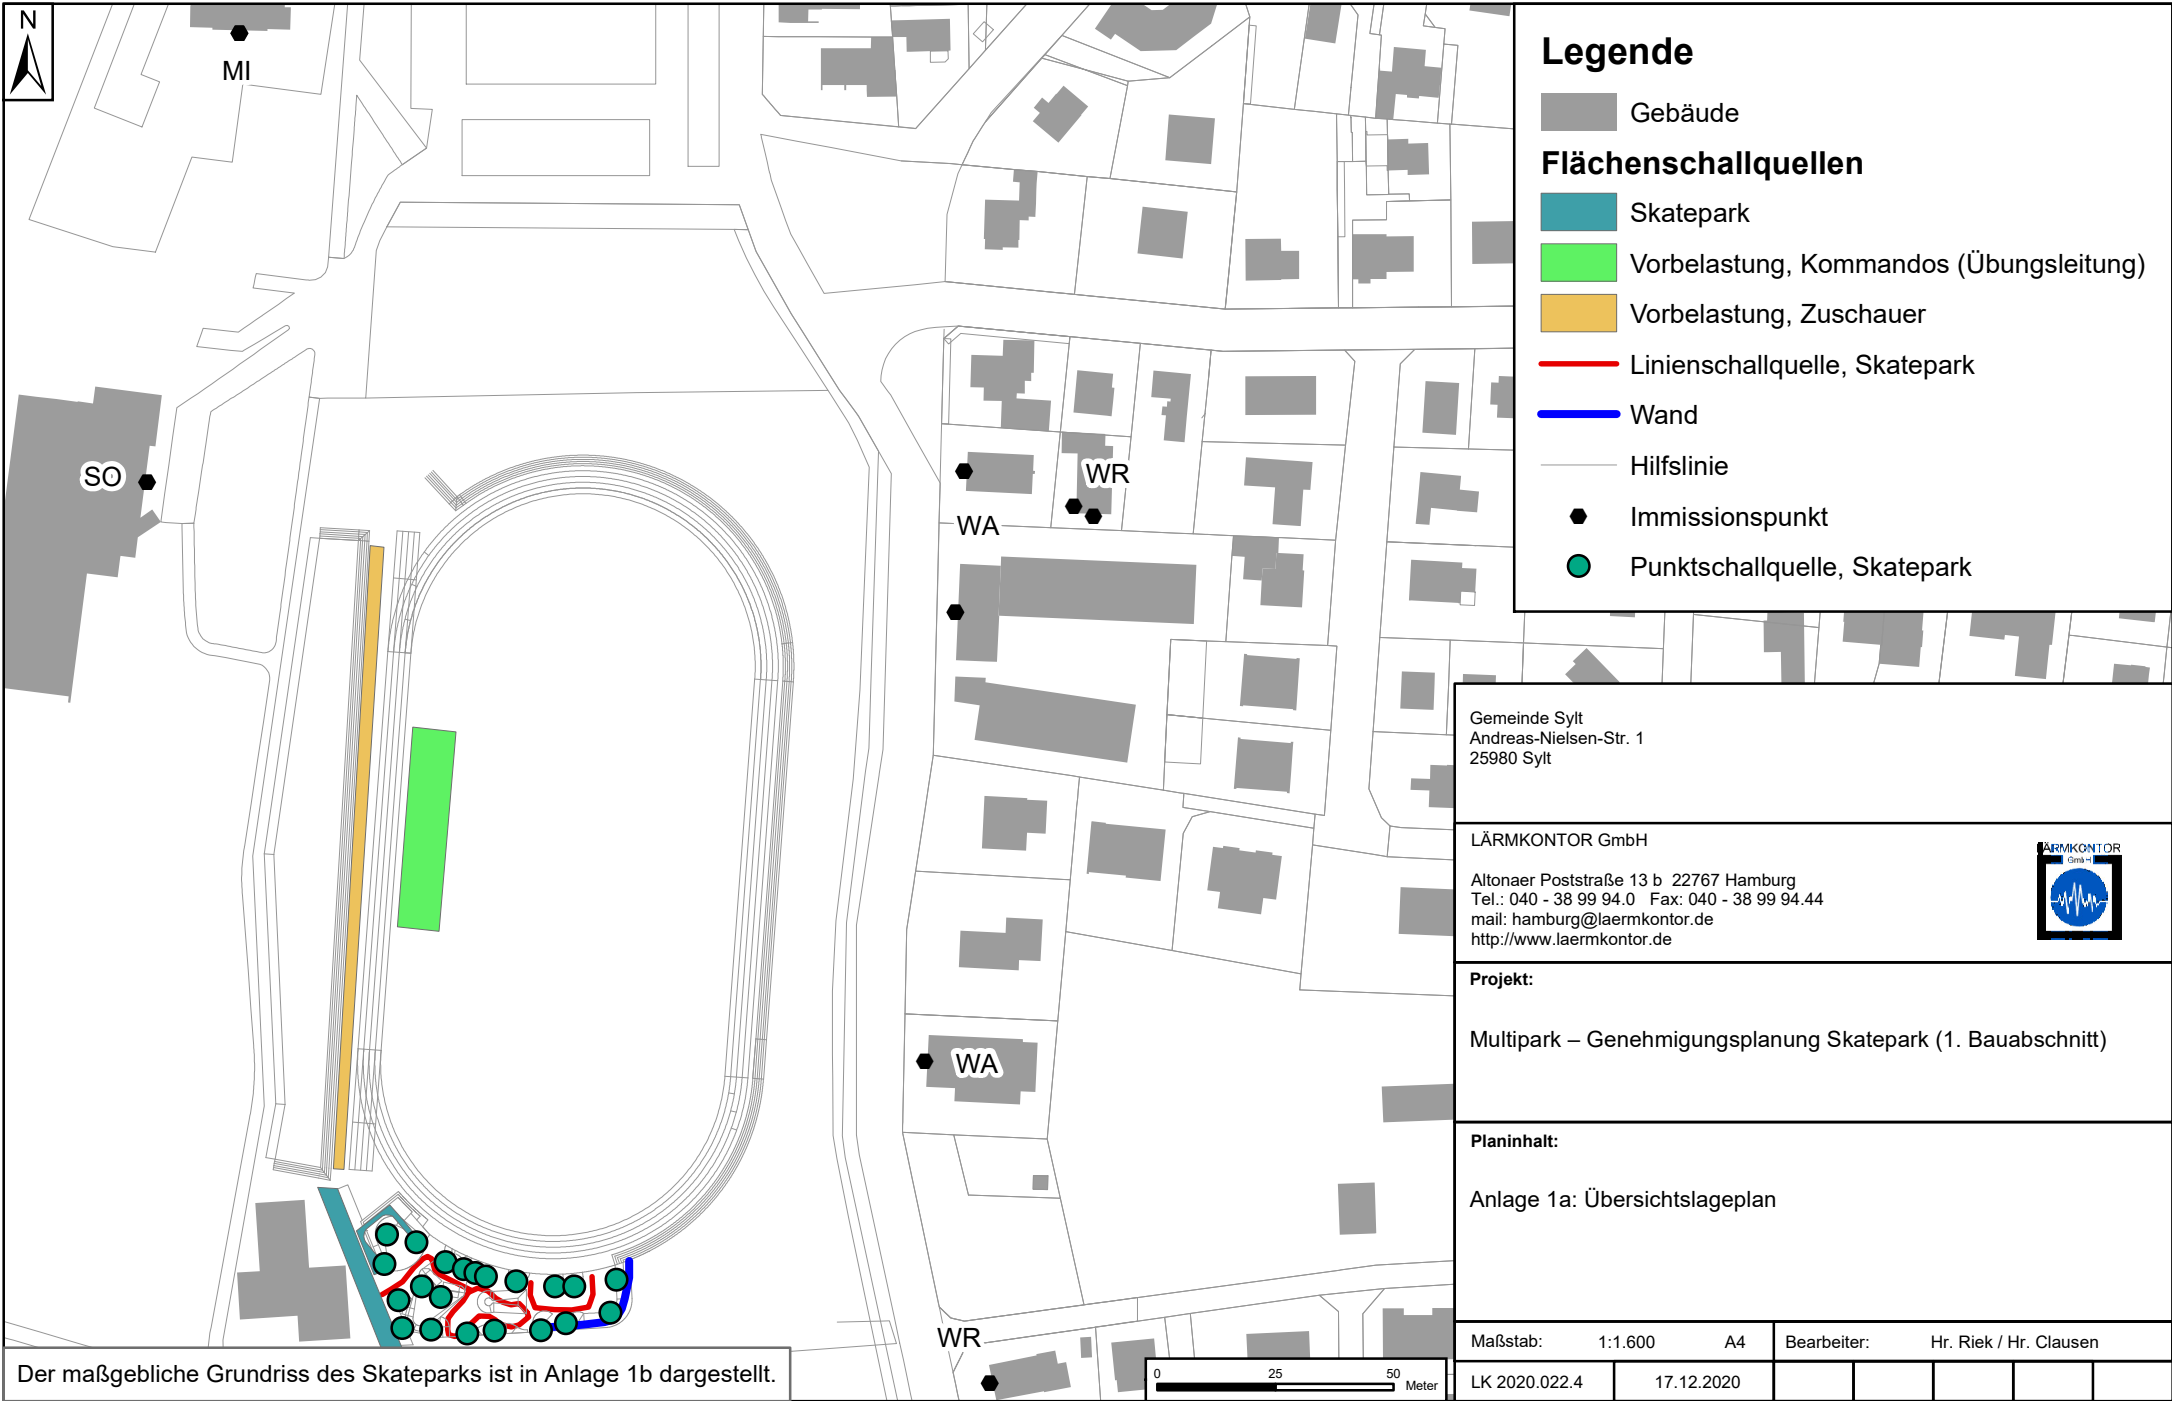 N
MI
SO
WA
WR
WA
WR
Legende
Gebäude
Flächenschallquellen
Skatepark
Vorbelastung, Kommandos (Übungsleitung)
Vorbelastung, Zuschauer
Linienschallquelle, Skatepark
Wand
Hilfslinie
Immissionspunkt
Punktschallquelle, Skatepark
Gemeinde Sylt
Andreas-Nielsen-Str. 1
25980 Sylt
LÄRMKONTOR GmbH
Altonaer Poststraße 13 b 22767 Hamburg
Tel.: 040 - 38 99 94.0 Fax: 040 - 38 99 94.44
mail: hamburg@laermkontor.de
http://www.laermkontor.de
LÄRMKONTOR
GmbH
Projekt:
Multipark – Genehmigungsplanung Skatepark (1. Bauabschnitt)
Planinhalt:
Anlage 1a: Übersichtslageplan
Maßstab: 1:1.600 A4 Bearbeiter: Hr. Riek / Hr. Clausen
LK 2020.022.4 17.12.2020
0 25 50 Meter
Der maßgebliche Grundriss des Skateparks ist in Anlage 1b dargestellt.